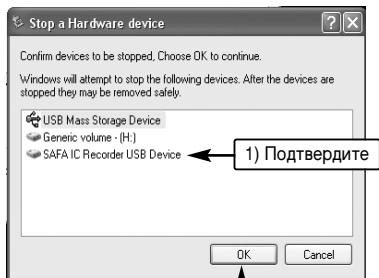 Stop a Hardware device
Confirm devices to be stopped, Choose OK to continue.
Windows will attempt to stop the following devices. After the devices are
stopped they may be removed safely.
USB Mass Storage Device
Generic volume - (H:)
SAFA IC Recorder USB Device
1) Подтвердите
OK
Cancel